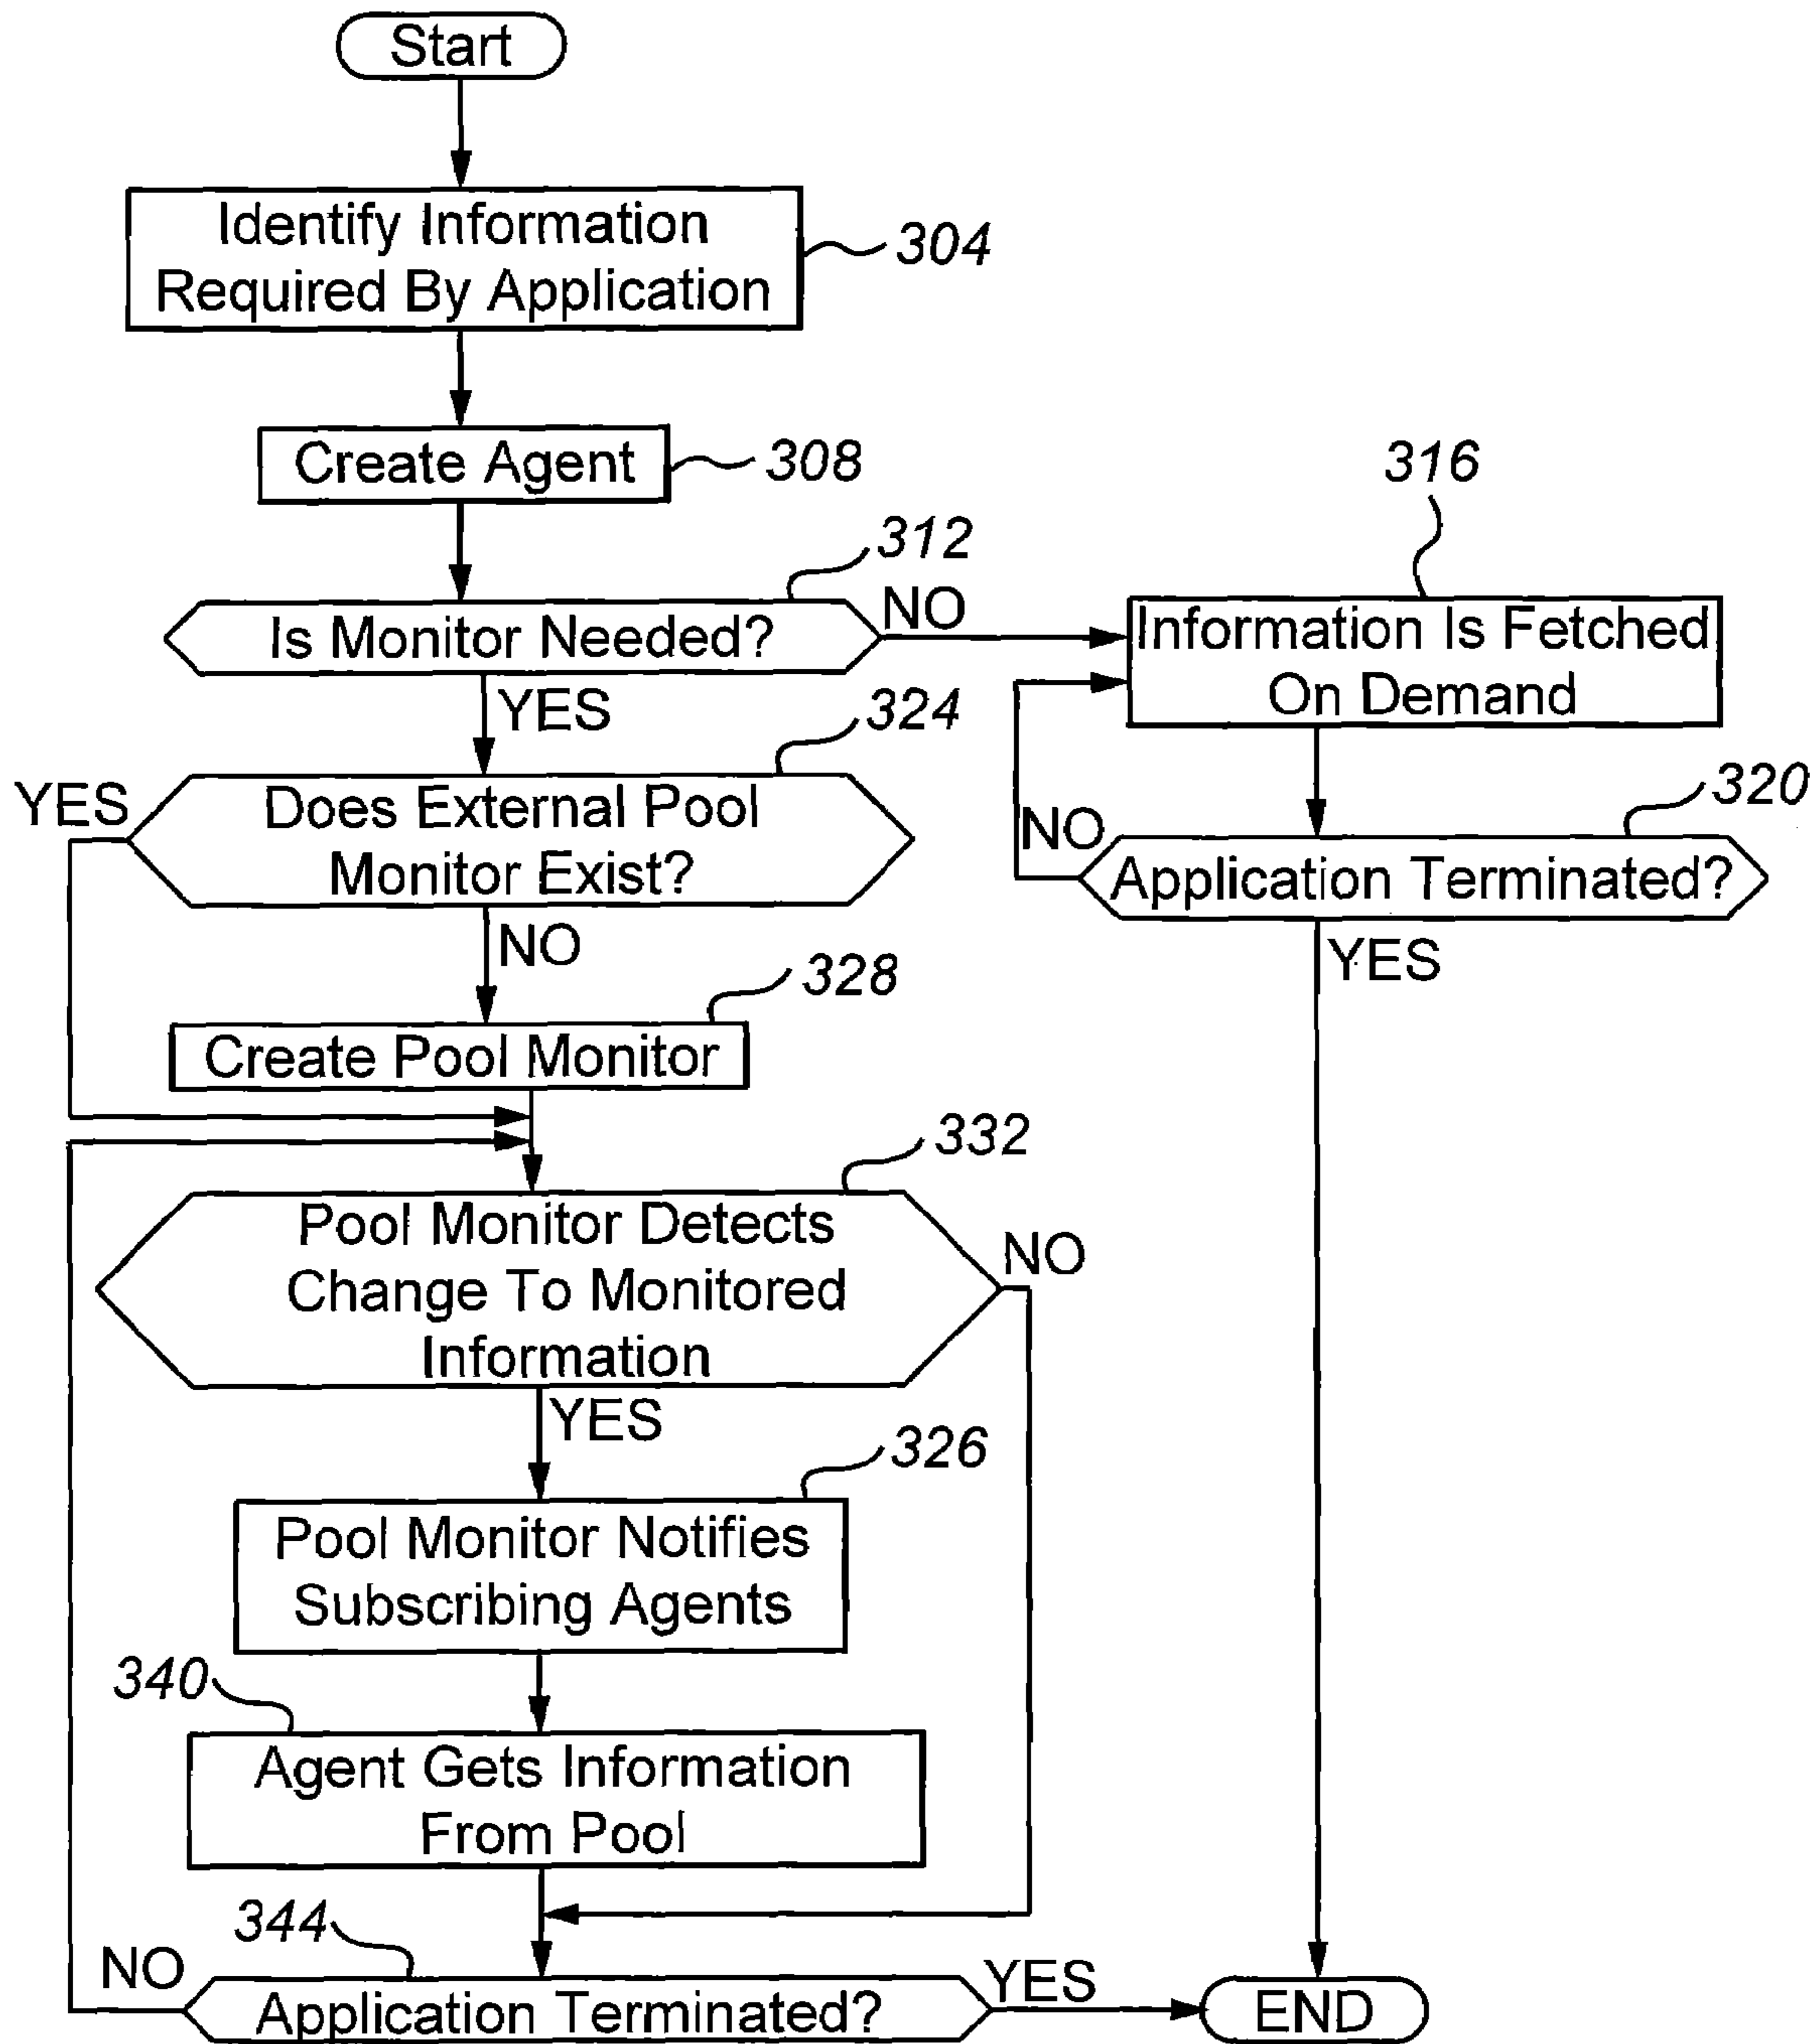 Start
Identify Information
Required By Application
304
Create Agent
308
312
316
Is Monitor Needed?
NO
Information Is Fetched
On Demand
YES
324
YES
Does External Pool
Monitor Exist?
320
NO
Application Terminated?
NO
YES
328
Create Pool Monitor
332
Pool Monitor Detects
Change To Monitored
Information
NO
YES
326
Pool Monitor Notifies
Subscribing Agents
340
Agent Gets Information
From Pool
344
NO
Application Terminated?
YES
END